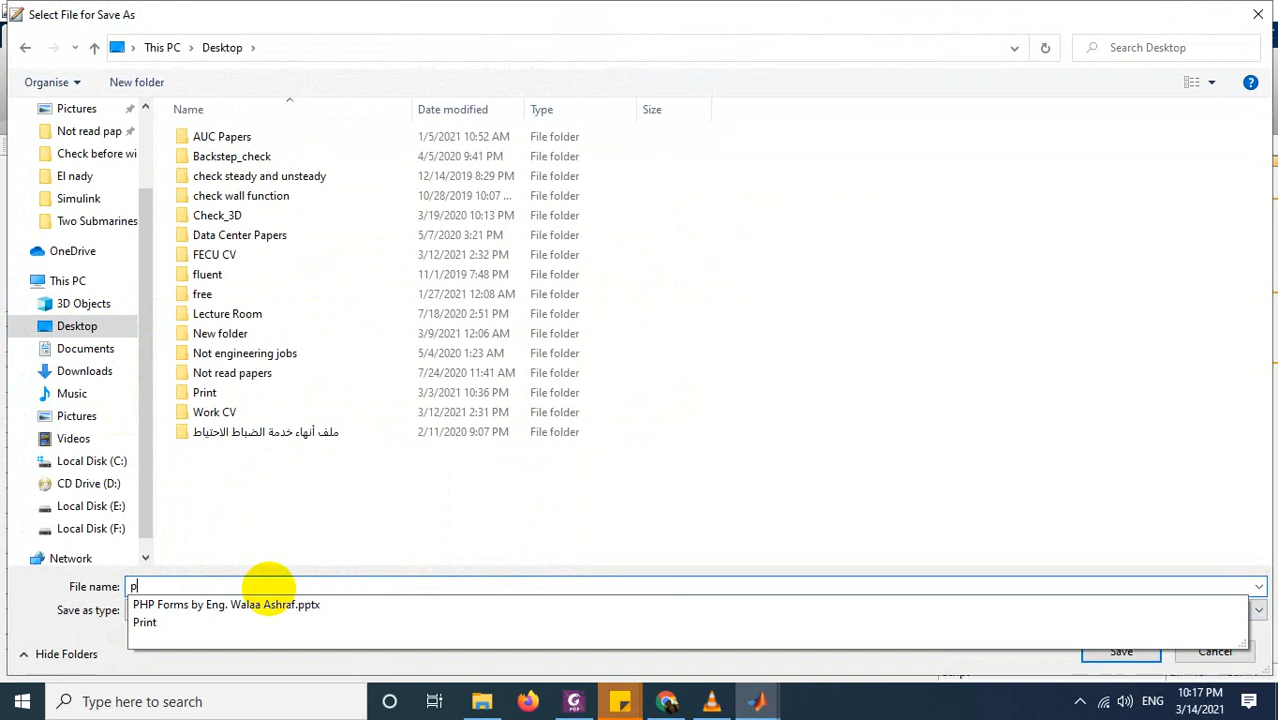 Select File for Save As
This PC > Desktop >
Search Desktop
Organise
New folder
Name
Date modified
Type
Size
Pictures
Not read pap
Check before wi
El nady
Simulink
Two Submarines
OneDrive
This PC
3D Objects
Desktop
Documents
Downloads
Music
Pictures
Videos
Local Disk (C:)
CD Drive (D:)
Local Disk (E:)
Local Disk (F:)
Network
AUC Papers 1/5/2021 10:52 AM File folder
Backstep_check 4/5/2020 9:41 PM File folder
check steady and unsteady 12/14/2019 8:29 PM File folder
check wall function 10/28/2019 10:07 ... File folder
Check_3D 3/19/2020 10:13 PM File folder
Data Center Papers 5/7/2020 3:21 PM File folder
FECU CV 3/12/2021 2:32 PM File folder
fluent 11/1/2019 7:48 PM File folder
free 1/27/2021 12:08 AM File folder
Lecture Room 7/18/2020 2:51 PM File folder
New folder 3/9/2021 12:06 AM File folder
Not engineering jobs 5/4/2020 1:23 AM File folder
Not read papers 7/24/2020 11:41 AM File folder
Print 3/3/2021 10:36 PM File folder
Work CV 3/12/2021 2:31 PM File folder
ملف أنهاء خدمة الضباط الاحتياط 2/11/2020 9:07 PM File folder
File name: p
PHP Forms by Eng. Walaa Ashraf.pptx
Save as type:
Print
Hide Folders
Save
Cancel
Type here to search
ENG
10:17 PM
3/14/2021